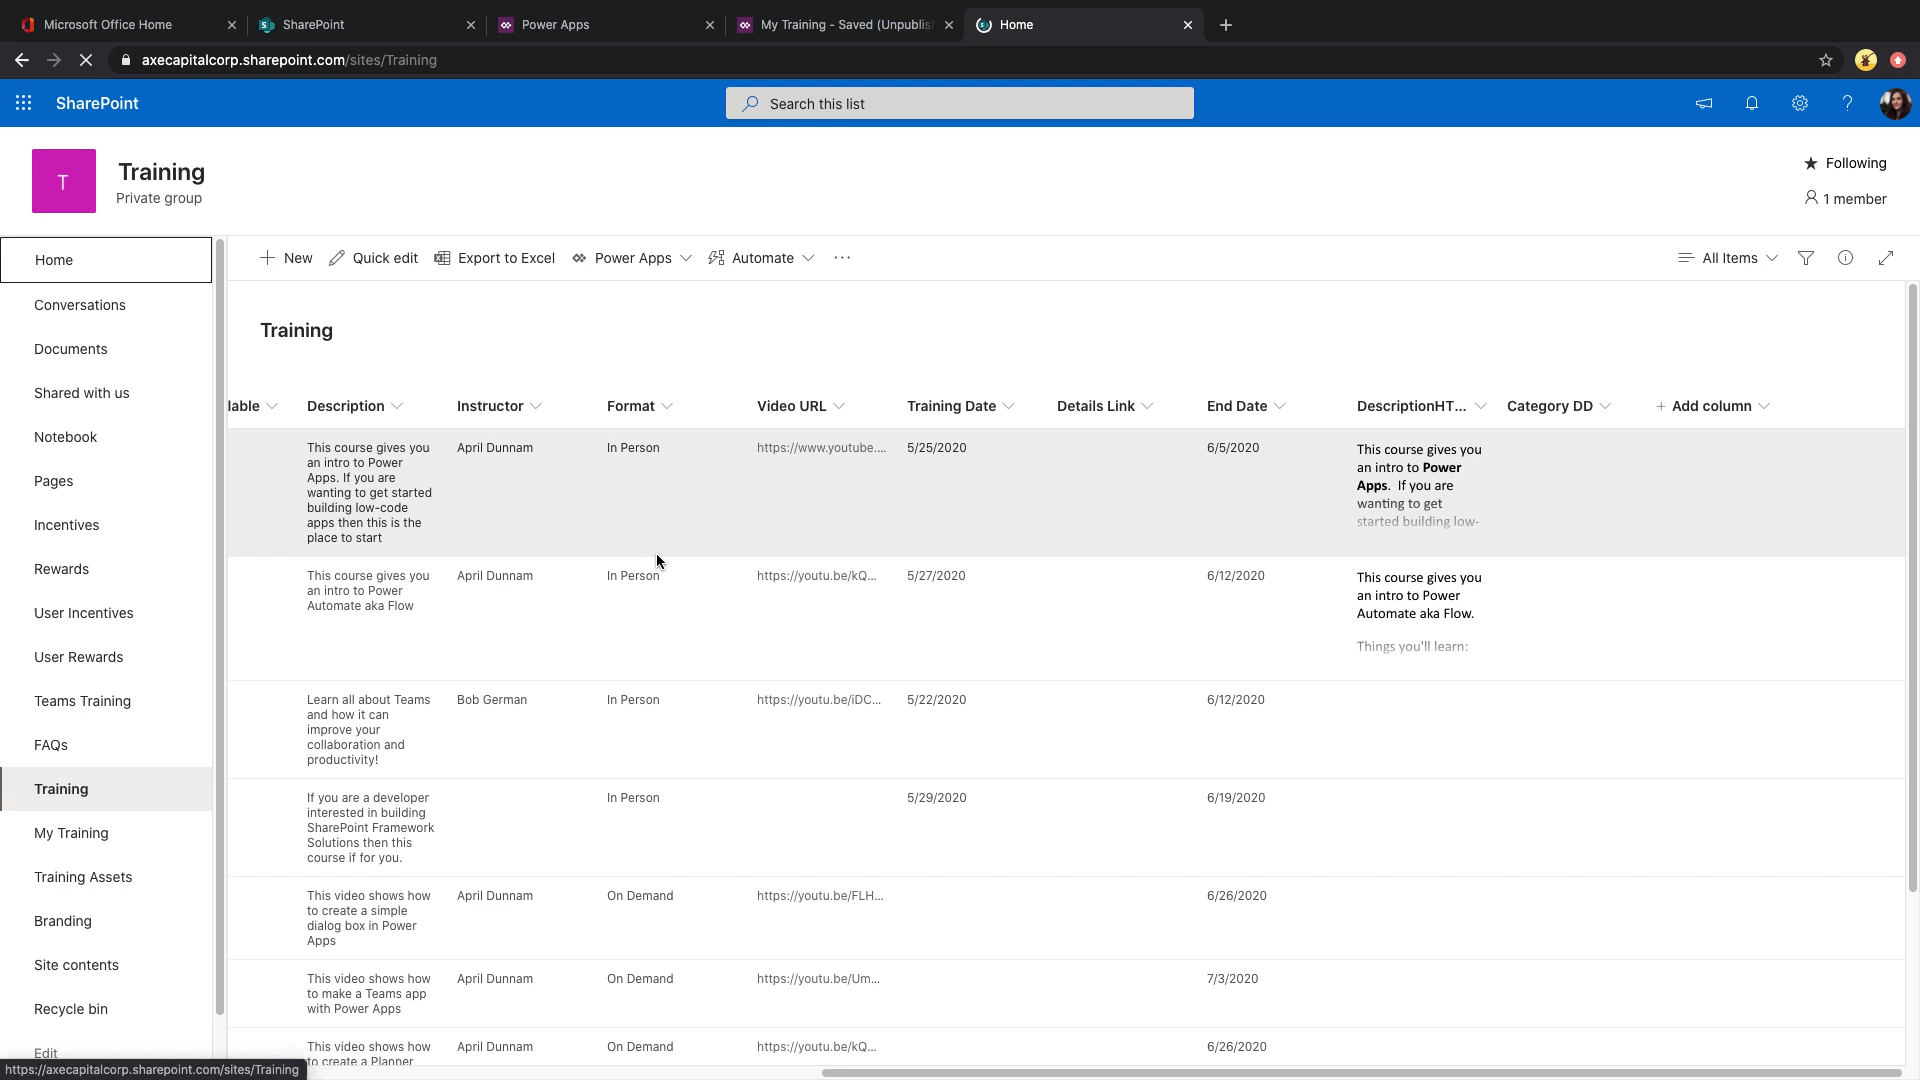 Microsoft Office Home
SharePoint
Power Apps
My Training - Saved (Unpublis
Home
axecapitalcorp.sharepoint.com/sites/Training
SharePoint
Search this list
T
Training
Private group
Following
1 member
Home
Conversations
Documents
Shared with us
Notebook
Pages
Incentives
Rewards
User Incentives
User Rewards
Teams Training
FAQs
Training
My Training
Training Assets
Branding
Site contents
Recycle bin
Edit
New
Quick edit
Export to Excel
Power Apps
Automate
All Items
Training
lable
Description
Instructor
Format
Video URL
Training Date
Details Link
End Date
DescriptionHT...
Category DD
+ Add column
This course gives you
an intro to Power
Apps. If you are
wanting to get started
building low-code
apps then this is the
place to start
April Dunnam
In Person
https://www.youtube....
5/25/2020
6/5/2020
This course gives you
an intro to Power
Apps. If you are
wanting to get
started building low-
This course gives you
an intro to Power
Automate aka Flow
April Dunnam
In Person
https://youtu.be/kQ...
5/27/2020
6/12/2020
This course gives you
an intro to Power
Automate aka Flow.
Things you'll learn:
Learn all about Teams
and how it can
improve your
collaboration and
productivity!
Bob German
In Person
https://youtu.be/iDC...
5/22/2020
6/12/2020
If you are a developer
interested in building
SharePoint Framework
Solutions then this
course if for you.
In Person
5/29/2020
6/19/2020
This video shows how
to create a simple
dialog box in Power
Apps
April Dunnam
On Demand
https://youtu.be/FLH...
6/26/2020
This video shows how
to make a Teams app
with Power Apps
April Dunnam
On Demand
https://youtu.be/Um...
7/3/2020
This video shows how
to create a Planner
April Dunnam
On Demand
https://youtu.be/kQ...
6/26/2020
https://axecapitalcorp.sharepoint.com/sites/Training